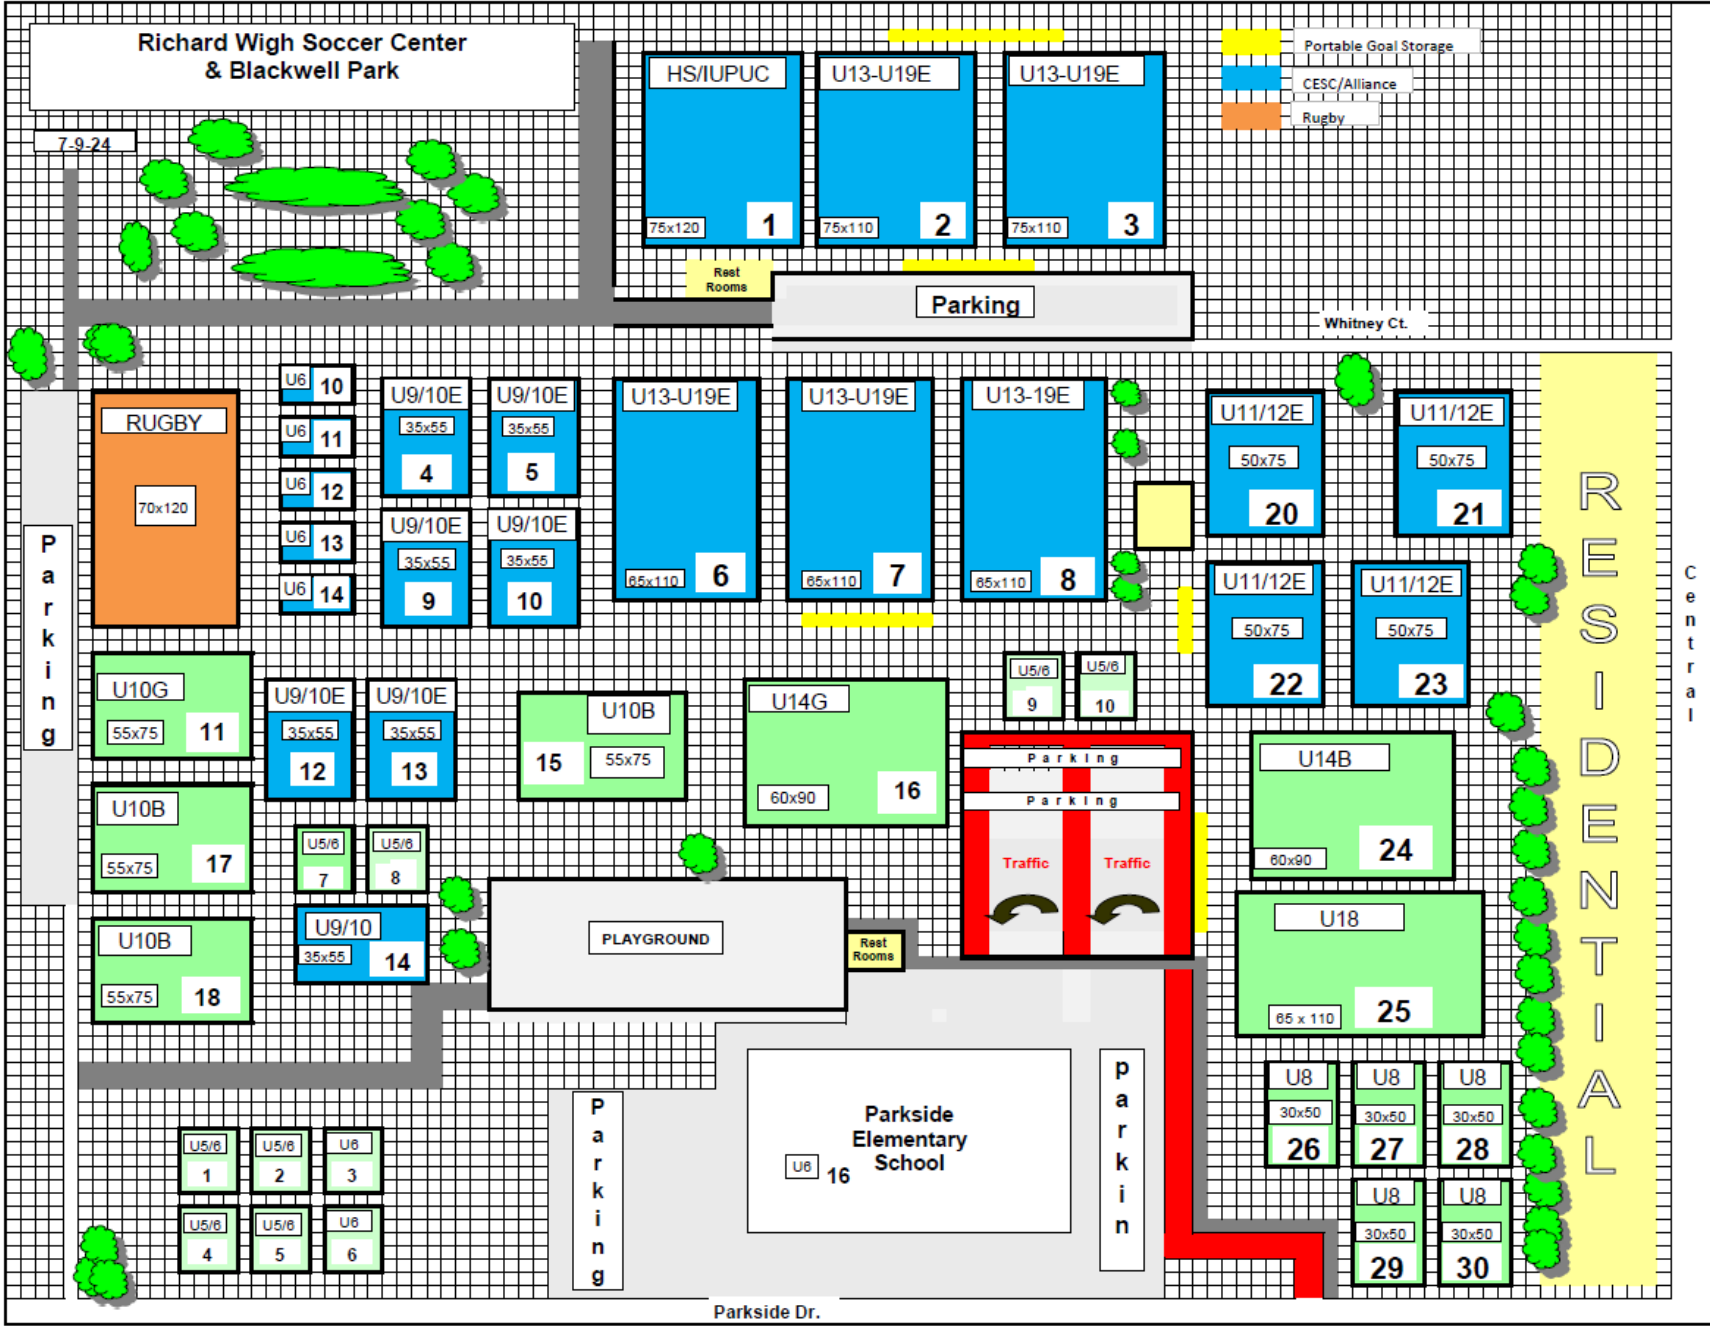 Richard Wigh Soccer Center
& Blackwell Park
7-9-24
HS/IUPUC
75x120
1
U13-U19E
75x110
2
U13-U19E
75x110
3
Portable Goal Storage
CESC/Alliance
Rugby
Rest
Rooms
Parking
Whitney Ct.
RUGBY
70x120
U6 10
U6 11
U6 12
U6 13
U6 14
U9/10E
35x55
4
U9/10E
35x55
5
U9/10E
35x55
9
U9/10E
35x55
10
U13-U19E
65x110
6
U13-U19E
65x110
7
U13-19E
65x110
8
U11/12E
50x75
20
U11/12E
50x75
21
U11/12E
50x75
22
U11/12E
50x75
23
RESIDENTIAL
Central
Parking
U10G
55x75
11
U9/10E
35x55
12
U9/10E
35x55
13
U10B
15
55x75
U14G
60x90
16
U5/6
9
U5/6
10
Parking
Parking
Traffic
Traffic
U14B
60x90
24
U10B
55x75
17
U5/6
7
U5/6
8
U10B
55x75
18
U9/10
35x55
14
PLAYGROUND
Rest
Rooms
U18
65 x 110
25
U8
30x50
26
U8
30x50
27
U8
30x50
28
U8
30x50
29
U8
30x50
30
Parking
Parkside
Elementary
School
U6 16
parkin
U5/6
1
U5/6
2
U6
3
U5/6
4
U5/6
5
U6
6
Parkside Dr.